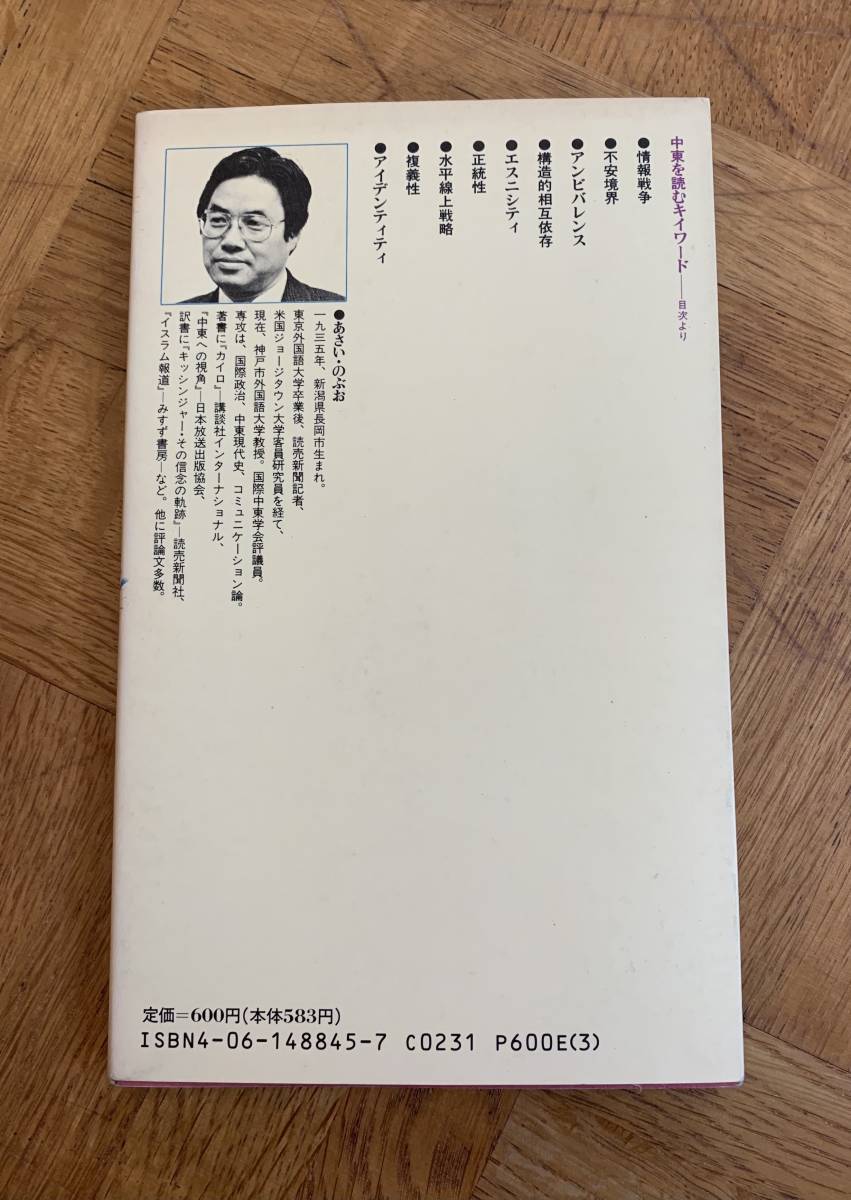 中東を読むキイワード――目次より
●情報戦争
●不安境界
●アンビバレンス
●構造的相互依存
●エスニシティ
●正統性
●水平線上戦略
●複義性
●アイデンティティ
●あさい・のぶお
一九三五年、新潟県長岡市生まれ。
東京外国語大学卒業後、読売新聞記者、
米国ジョージタウン大学客員研究員を経て、
現在、神戸市外国語大学教授。国際中東学会評議員。
専攻は、国際政治、中東現代史、コミュニケーション論。
著書に『カイロ』―講談社インターナショナル、
『中東への視角』―日本放送出版協会、
訳書に『キッシンジャー・その信念の軌跡』―読売新聞社、
『イスラム報道』―みすず書房―など。他に評論文多数。
定価=600円(本体583円)
ISBN4-06-148845-7 C0231 P600E(3)